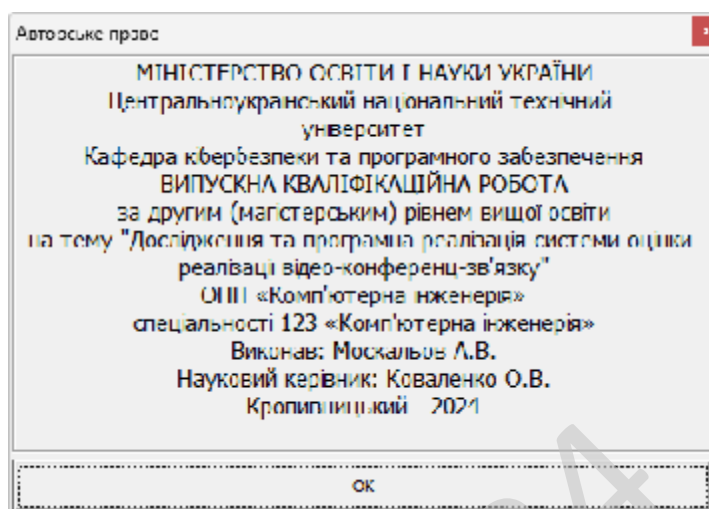 Авторське право
МІНІСТЕРСТВО ОСВІТИ І НАУКИ УКРАЇНИ
Центральноукраїнський національний технічний
університет
Кафедра кібербезпеки та програмного забезпечення
ВИПУСКНА КВАЛІФІКАЦІЙНА РОБОТА
за другим (магістерським) рівнем вищої освіти
на тему "Дослідження та програмна реалізація системи оцінки
реалізації відео-конференц-зв'язку"
ОПП «Комп'ютерна інженерія»
спеціальності 123 «Комп'ютерна інженерія»
Виконав: Москальов А.В.
Науковий керівник: Коваленко О.В.
Кропивницький 2024
ОК